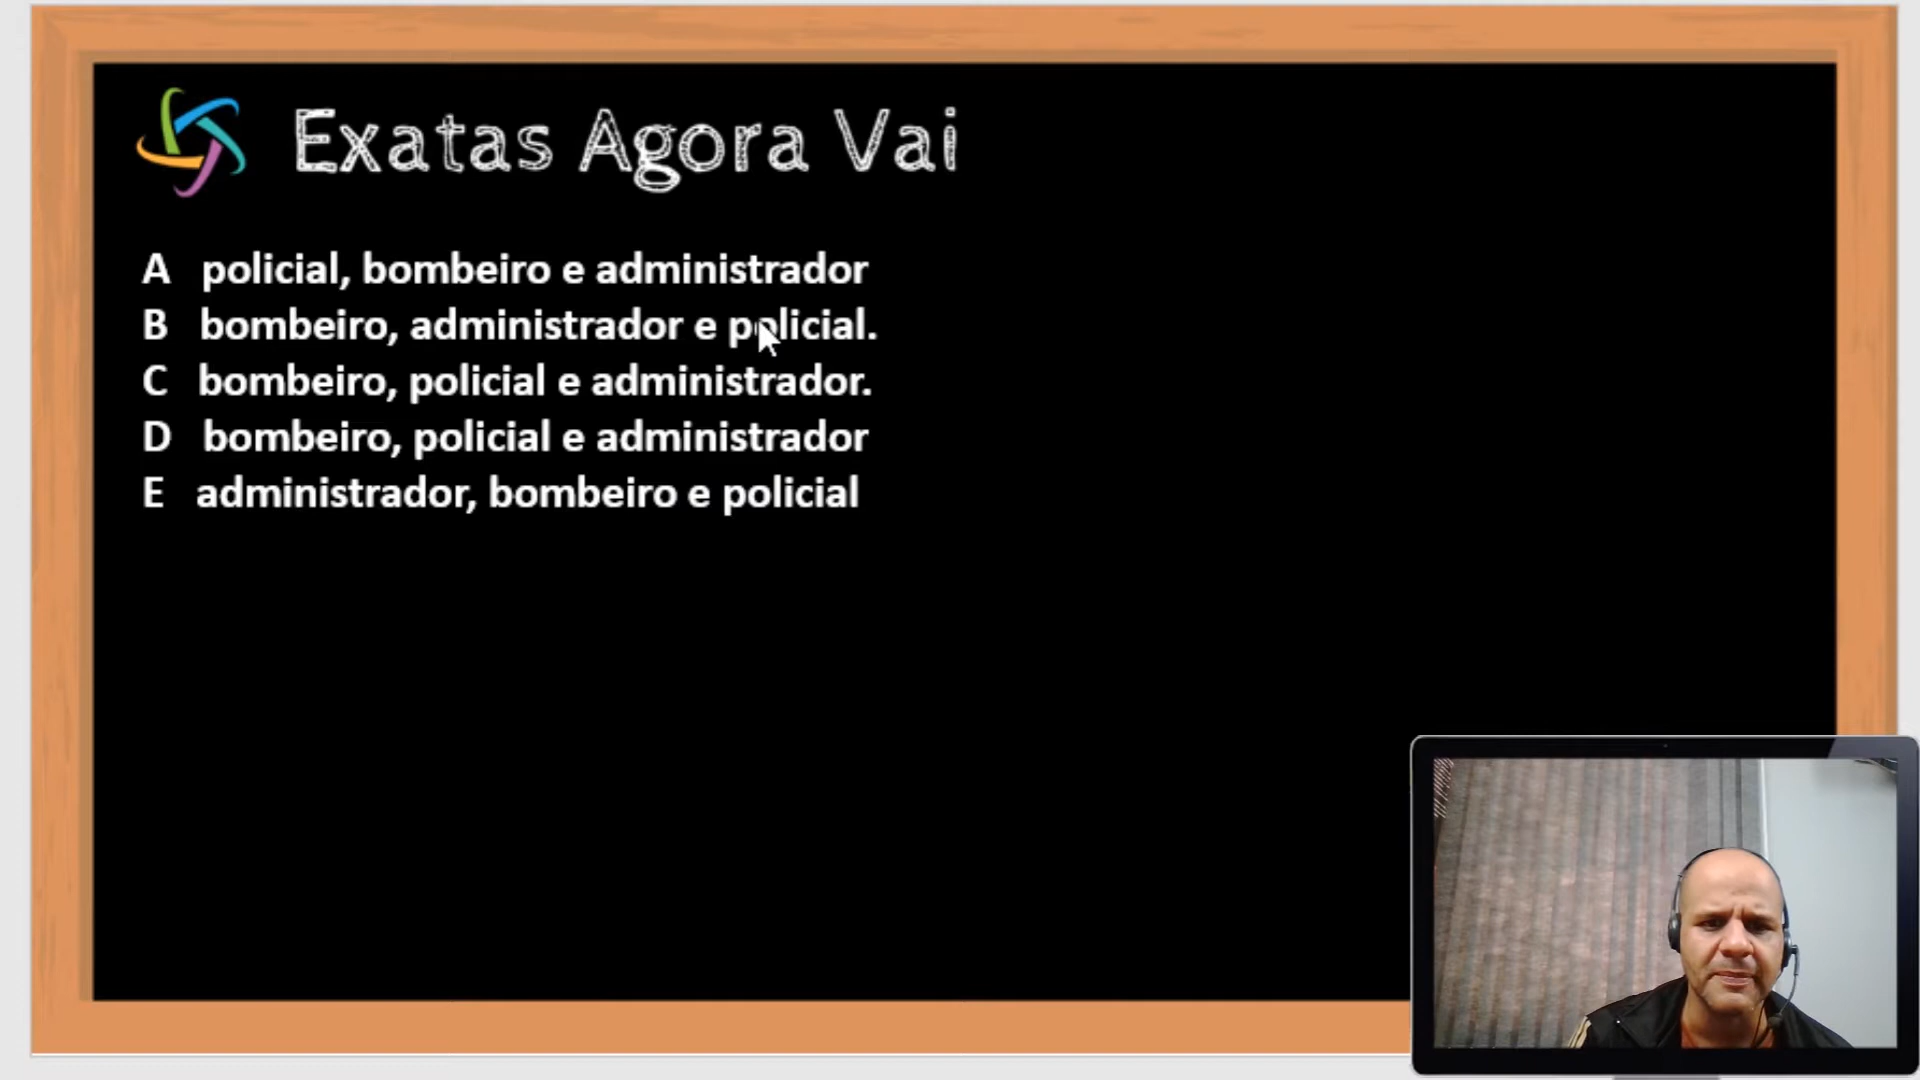 Exatas Agora Vai
A policial, bombeiro e administrador
B bombeiro, administrador e policial.
C bombeiro, policial e administrador.
D bombeiro, policial e administrador
E administrador, bombeiro e policial